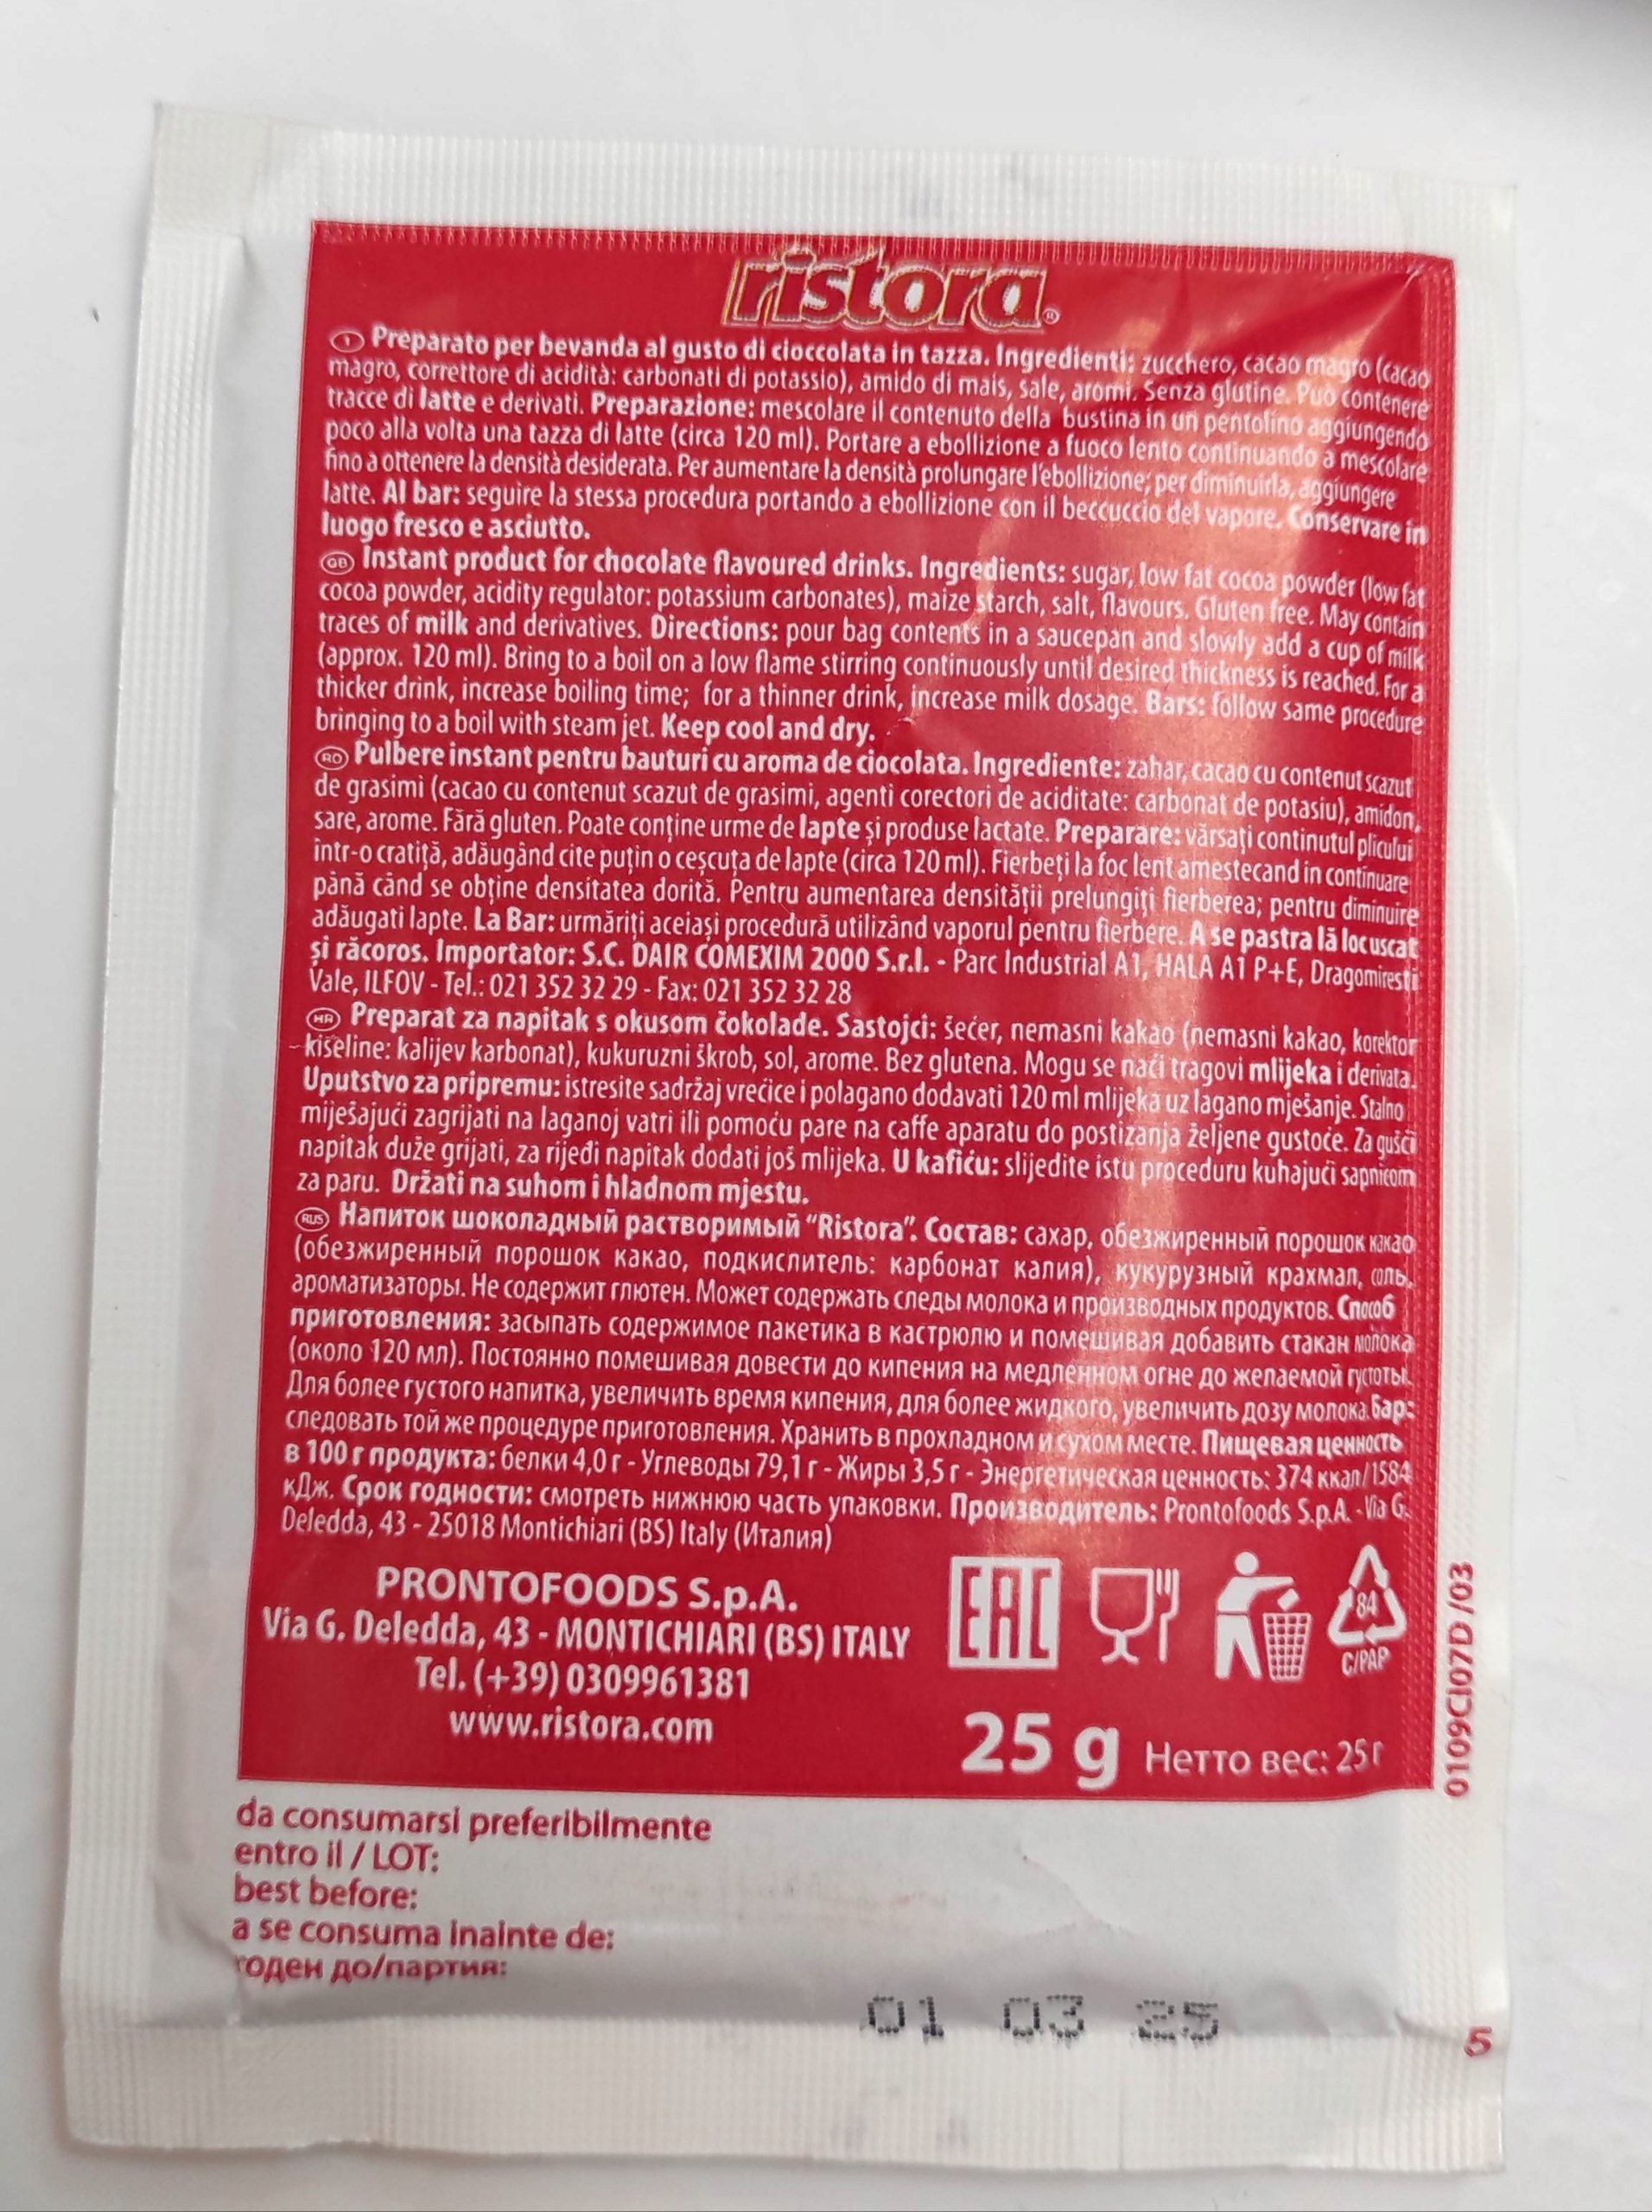 ristora®
I Preparato per bevanda al gusto di cioccolata in tazza. Ingredienti: zucchero, cacao magro (cacao
magro, correttore di acidità: carbonati di potassio), amido di mais, sale, aromi. Senza glutine. Può contenere
tracce di latte e derivati. Preparazione: mescolare il contenuto della bustina in un pentolino aggiungendo
poco alla volta una tazza di latte (circa 120 ml). Portare a ebollizione a fuoco lento continuando a mescolare
fino a ottenere la densità desiderata. Per aumentare la densità prolungare l'ebollizione; per diminuirla, aggiungere
latte. Al bar: seguire la stessa procedura portando a ebollizione con il beccuccio del vapore. Conservare in
luogo fresco e asciutto.
GB Instant product for chocolate flavoured drinks. Ingredients: sugar, low fat cocoa powder (low fat
cocoa powder, acidity regulator: potassium carbonates), maize starch, salt, flavours. Gluten free. May contain
traces of milk and derivatives. Directions: pour bag contents in a saucepan and slowly add a cup of milk
(approx. 120 ml). Bring to a boil on a low flame stirring continuously until desired thickness is reached. For a
thicker drink, increase boiling time; for a thinner drink, increase milk dosage. Bars: follow same procedure
bringing to a boil with steam jet. Keep cool and dry.
RO Pulbere instant pentru bauturi cu aroma de ciocolata. Ingrediente: zahar, cacao cu contenut scazut
de grasimi (cacao cu contenut scazut de grasimi, agenti corectori de aciditate: carbonat de potasiu), amidon,
sare, arome. Fără gluten. Poate conține urme de lapte și produse lactate. Preparare: vărsați continutul plicului
într-o cratiță, adăugând cite puțin o ceșcuța de lapte (circa 120 ml). Fierbeți la foc lent amestecand in continuare
până când se obține densitatea dorită. Pentru aumentarea densității prelungiți fierberea; pentru diminuire
adăugati lapte. La Bar: urmăriți aceiași procedură utilizând vaporul pentru fierbere. A se pastra lă loc uscat
și răcoros. Importator: S.C. DAIR COMEXIM 2000 S.r.l. - Parc Industrial A1, HALA A1 P+E, Dragomiresti
Vale, ILFOV - Tel.: 021 352 32 29 - Fax: 021 352 32 28
HR Preparat za napitak s okusom čokolade. Sastojci: šećer, nemasni kakao (nemasni kakao, korektor
kiseline: kalijev karbonat), kukuruzni škrob, sol, arome. Bez glutena. Mogu se naći tragovi mlijeka i derivata.
Uputstvo za pripremu: istresite sadržaj vrećice i polagano dodavati 120 ml mlijeka uz lagano mješanje. Stalno
miješajući zagrijati na laganoj vatri ili pomoću pare na caffe aparatu do postizanja željene gustoće. Za gušći
napitak duže grijati, za rijeđi napitak dodati još mlijeka. U kafiću: slijedite istu proceduru kuhajući sapnicom
za paru. Držati na suhom i hladnom mjestu.
RUS Напиток шоколадный растворимый "Ristora". Состав: сахар, обезжиренный порошок какао
(обезжиренный порошок какао, подкислитель: карбонат калия), кукурузный крахмал, соль,
ароматизаторы. Не содержит глютен. Может содержать следы молока и производных продуктов. Способ
приготовления: засыпать содержимое пакетика в кастрюлю и помешивая добавить стакан молока
(около 120 мл). Постоянно помешивая довести до кипения на медленном огне до желаемой густоты.
Для более густого напитка, увеличить время кипения, для более жидкого, увеличить дозу молока. Бар:
следовать той же процедуре приготовления. Хранить в прохладном и сухом месте. Пищевая ценность
в 100 г продукта: белки 4,0 г - Углеводы 79,1 г - Жиры 3,5 г - Энергетическая ценность: 374 ккал/1584
кДж. Срок годности: смотреть нижнюю часть упаковки. Производитель: Prontofoods S.p.A. - Via G.
Deledda, 43 - 25018 Montichiari (BS) Italy (Италия)
PRONTOFOODS S.p.A.
Via G. Deledda, 43 - MONTICHIARI (BS) ITALY
Tel. (+39) 0309961381
www.ristora.com
EAC
84
C/PAP
25 g Нетто вес: 25 г
0109CI07D /03
da consumarsi preferibilmente
entro il / LOT:
best before:
a se consuma inainte de:
годен до/партия:
01 03 25
5